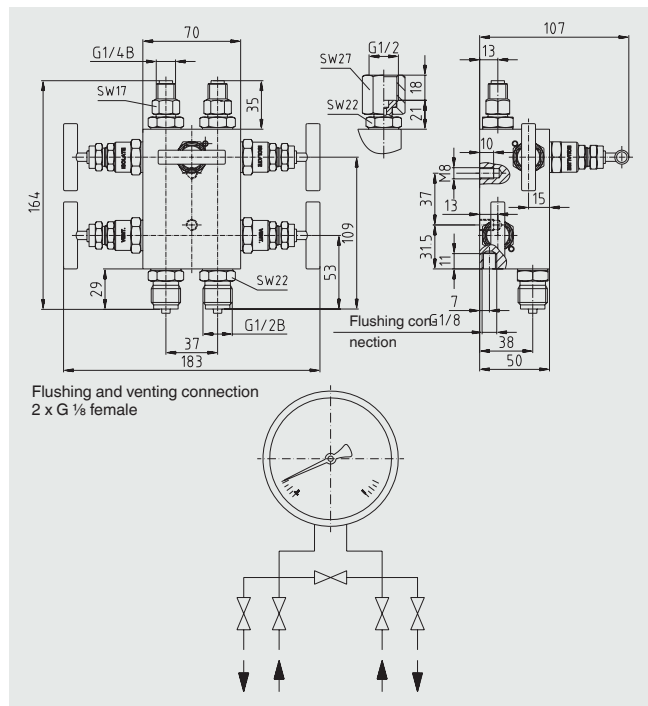 70
G1/4B
SW17
35
164
109
53
29
SW22
G1/2B
37
183
G1/2
SW27
18
SW22
21
107
13
10
M8
37
13
15
31.5
11
7
G1/8
Flushing con-
nection
38
50
ISOLATE
VENT
Flushing and venting connection
2 x G ⅛ female